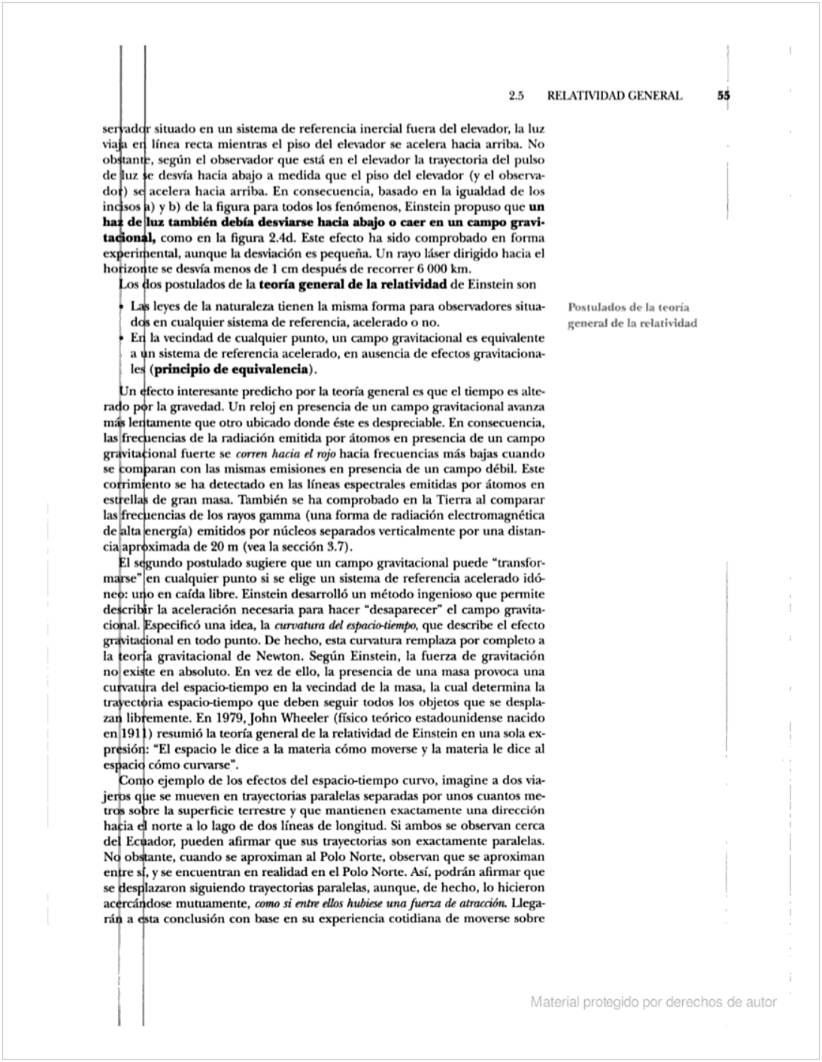 2.5 RELATIVIDAD GENERAL 55
servador situado en un sistema de referencia inercial fuera del elevador, la luz
viaja en línea recta mientras el piso del elevador se acelera hacia arriba. No
obstante, según el observador que está en el elevador la trayectoria del pulso
de luz se desvía hacia abajo a medida que el piso del elevador (y el observa-
dor) se acelera hacia arriba. En consecuencia, basado en la igualdad de los
incisos a) y b) de la figura para todos los fenómenos, Einstein propuso que un
haz de luz también debía desviarse hacia abajo o caer en un campo gravi-
tacional, como en la figura 2.4d. Este efecto ha sido comprobado en forma
experimental, aunque la desviación es pequeña. Un rayo láser dirigido hacia el
horizonte se desvía menos de 1 cm después de recorrer 6 000 km.
Los dos postulados de la teoría general de la relatividad de Einstein son
• Las leyes de la naturaleza tienen la misma forma para observadores situa-
dos en cualquier sistema de referencia, acelerado o no.
• En la vecindad de cualquier punto, un campo gravitacional es equivalente
a un sistema de referencia acelerado, en ausencia de efectos gravitaciona-
les (principio de equivalencia).
Postulados de la teoría
general de la relatividad
Un efecto interesante predicho por la teoría general es que el tiempo es alte-
rado por la gravedad. Un reloj en presencia de un campo gravitacional avanza
más lentamente que otro ubicado donde éste es despreciable. En consecuencia,
las frecuencias de la radiación emitida por átomos en presencia de un campo
gravitacional fuerte se corren hacia el rojo hacia frecuencias más bajas cuando
se comparan con las mismas emisiones en presencia de un campo débil. Este
corrimiento se ha detectado en las líneas espectrales emitidas por átomos en
estrellas de gran masa. También se ha comprobado en la Tierra al comparar
las frecuencias de los rayos gamma (una forma de radiación electromagnética
de alta energía) emitidos por núcleos separados verticalmente por una distan-
cia aproximada de 20 m (vea la sección 3.7).
El segundo postulado sugiere que un campo gravitacional puede “transfor-
marse” en cualquier punto si se elige un sistema de referencia acelerado idó-
neo: uno en caída libre. Einstein desarrolló un método ingenioso que permite
describir la aceleración necesaria para hacer “desaparecer” el campo gravita-
cional. Especificó una idea, la curvatura del espacio-tiempo, que describe el efecto
gravitacional en todo punto. De hecho, esta curvatura remplaza por completo a
la teoría gravitacional de Newton. Según Einstein, la fuerza de gravitación
no existe en absoluto. En vez de ello, la presencia de una masa provoca una
curvatura del espacio-tiempo en la vecindad de la masa, la cual determina la
trayectoria espacio-tiempo que deben seguir todos los objetos que se despla-
zan libremente. En 1979, John Wheeler (físico teórico estadounidense nacido
en 1911) resumió la teoría general de la relatividad de Einstein en una sola ex-
presión: “El espacio le dice a la materia cómo moverse y la materia le dice al
espacio cómo curvarse”.
Como ejemplo de los efectos del espacio-tiempo curvo, imagine a dos via-
jeros que se mueven en trayectorias paralelas separadas por unos cuantos me-
tros sobre la superficie terrestre y que mantienen exactamente una dirección
hacia el norte a lo lago de dos líneas de longitud. Si ambos se observan cerca
del Ecuador, pueden afirmar que sus trayectorias son exactamente paralelas.
No obstante, cuando se aproximan al Polo Norte, observan que se aproximan
entre sí, y se encuentran en realidad en el Polo Norte. Así, podrán afirmar que
se desplazaron siguiendo trayectorias paralelas, aunque, de hecho, lo hicieron
acercándose mutuamente, como si entre ellos hubiese una fuerza de atracción. Llega-
rán a esta conclusión con base en su experiencia cotidiana de moverse sobre
Material protegido por derechos de autor